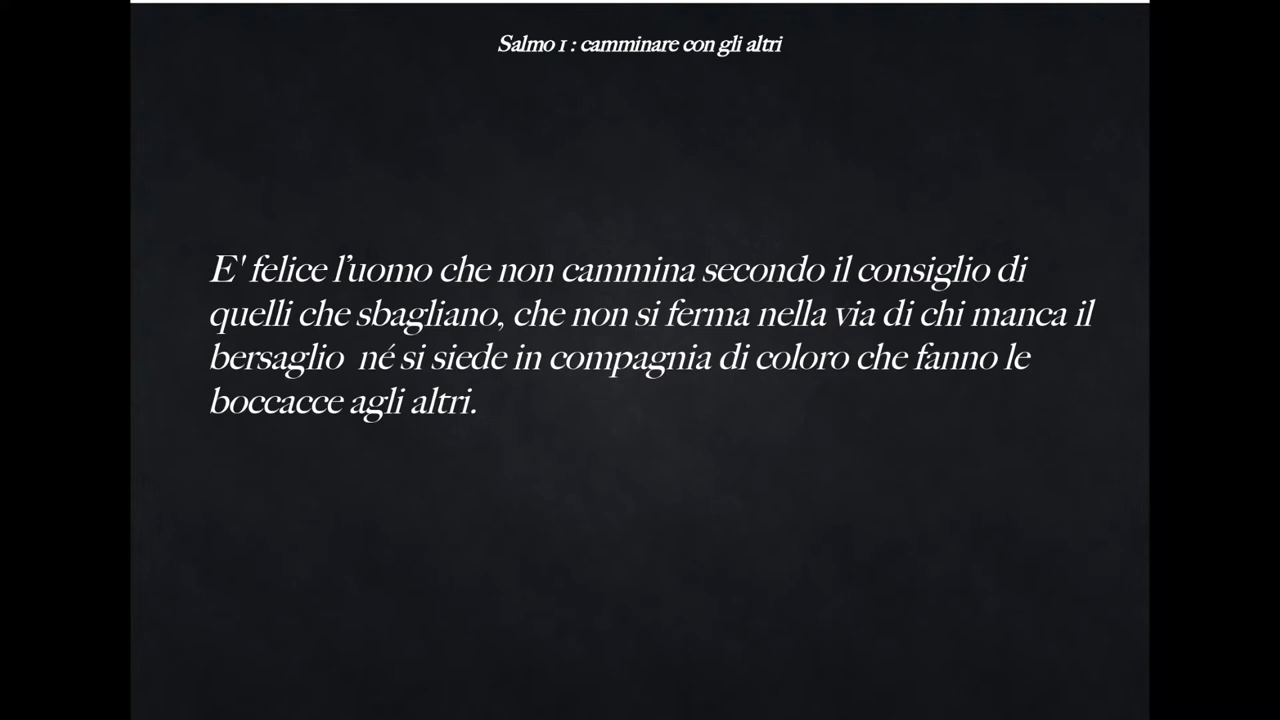 Salmo 1 : camminare con gli altri
E' felice l’uomo che non cammina secondo il consiglio di
quelli che sbagliano, che non si ferma nella via di chi manca il
bersaglio  né si siede in compagnia di coloro che fanno le
boccacce agli altri.